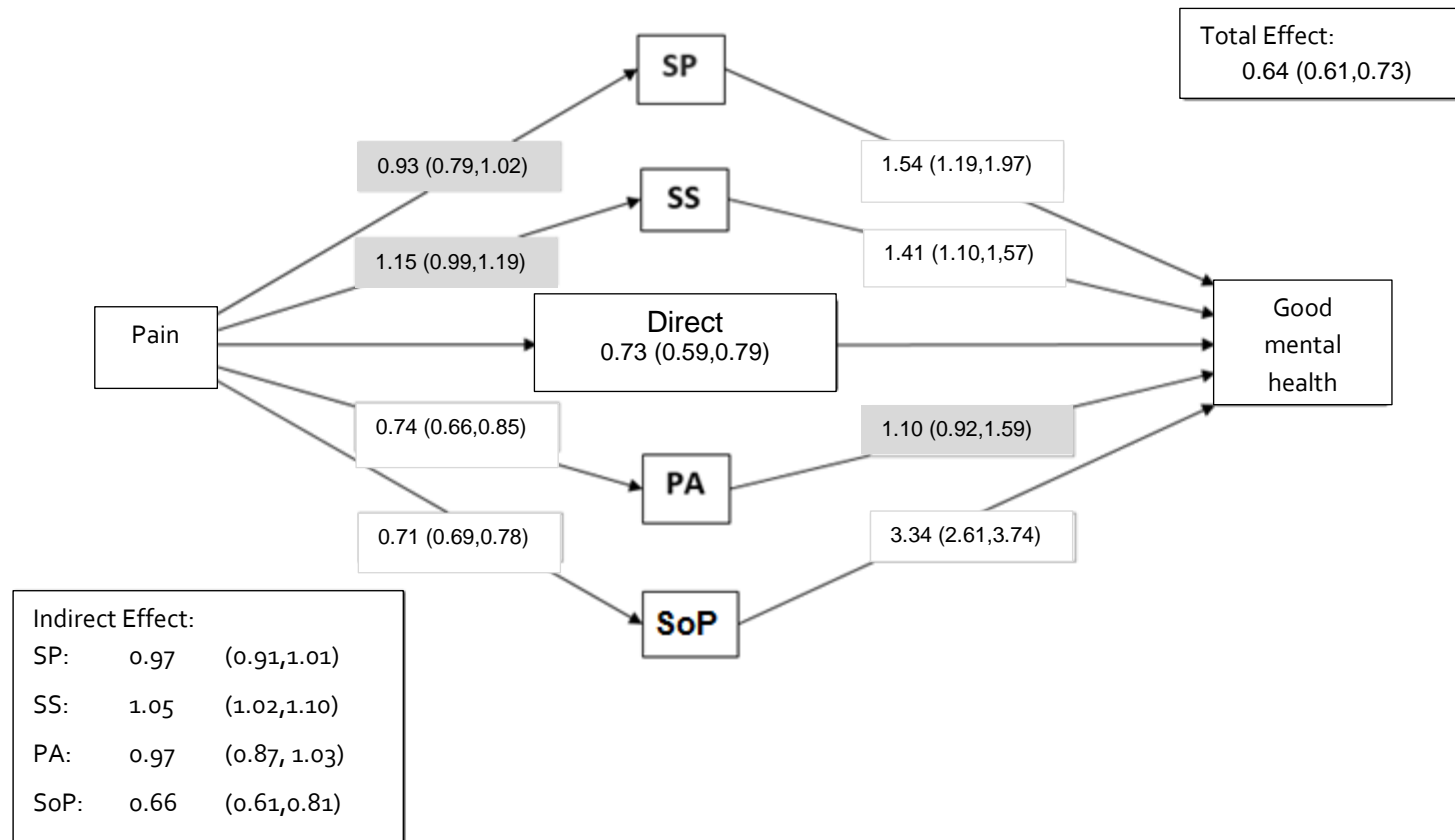 Total Effect:
0.64 (0.61,0.73)
SP
0.93 (0.79,1.02)
1.54 (1.19,1.97)
SS
1.15 (0.99,1.19)
1.41 (1.10,1,57)
Pain
Direct
0.73 (0.59,0.79)
Good
mental
health
0.74 (0.66,0.85)
1.10 (0.92,1.59)
PA
0.71 (0.69,0.78)
3.34 (2.61,3.74)
SoP
Indirect Effect:
SP: 0.97 (0.91,1.01)
SS: 1.05 (1.02,1.10)
PA: 0.97 (0.87, 1.03)
SoP: 0.66 (0.61,0.81)